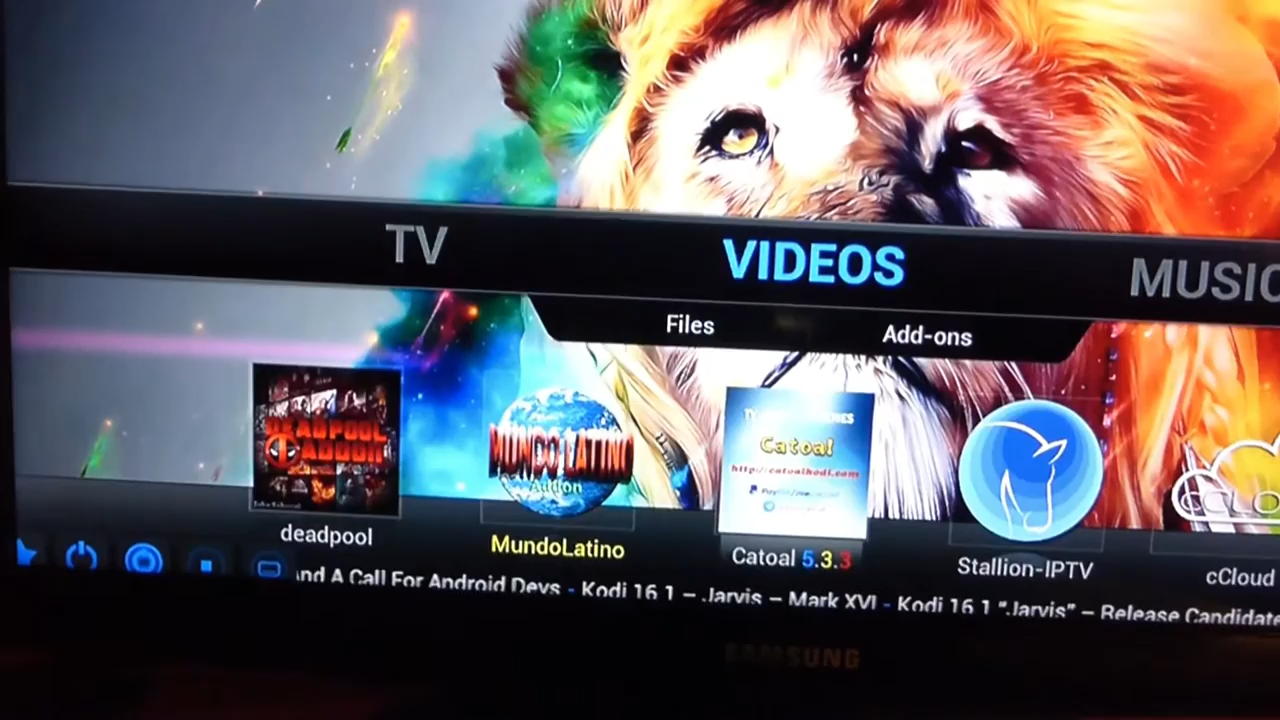 TV
VIDEOS
MUSIC
Files
Add-ons
DEADPOOL
ADDON
MUNDO LATINO
Addon
Catoal
http://catoalkodi.com
deadpool
MundoLatino
Catoal 5.3.3
Stallion-IPTV
cCloud
And A Call For Android Devs - Kodi 16.1 – Jarvis – Mark XVI - Kodi 16.1 "Jarvis" – Release Candidate
SAMSUNG